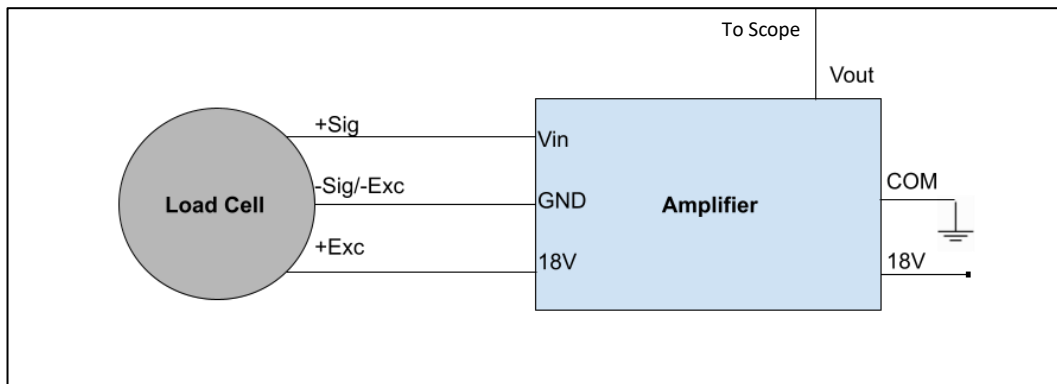 To Scope
Vout
+Sig
Vin
-Sig/-Exc
GND
COM
Load Cell
Amplifier
+Exc
18V
18V